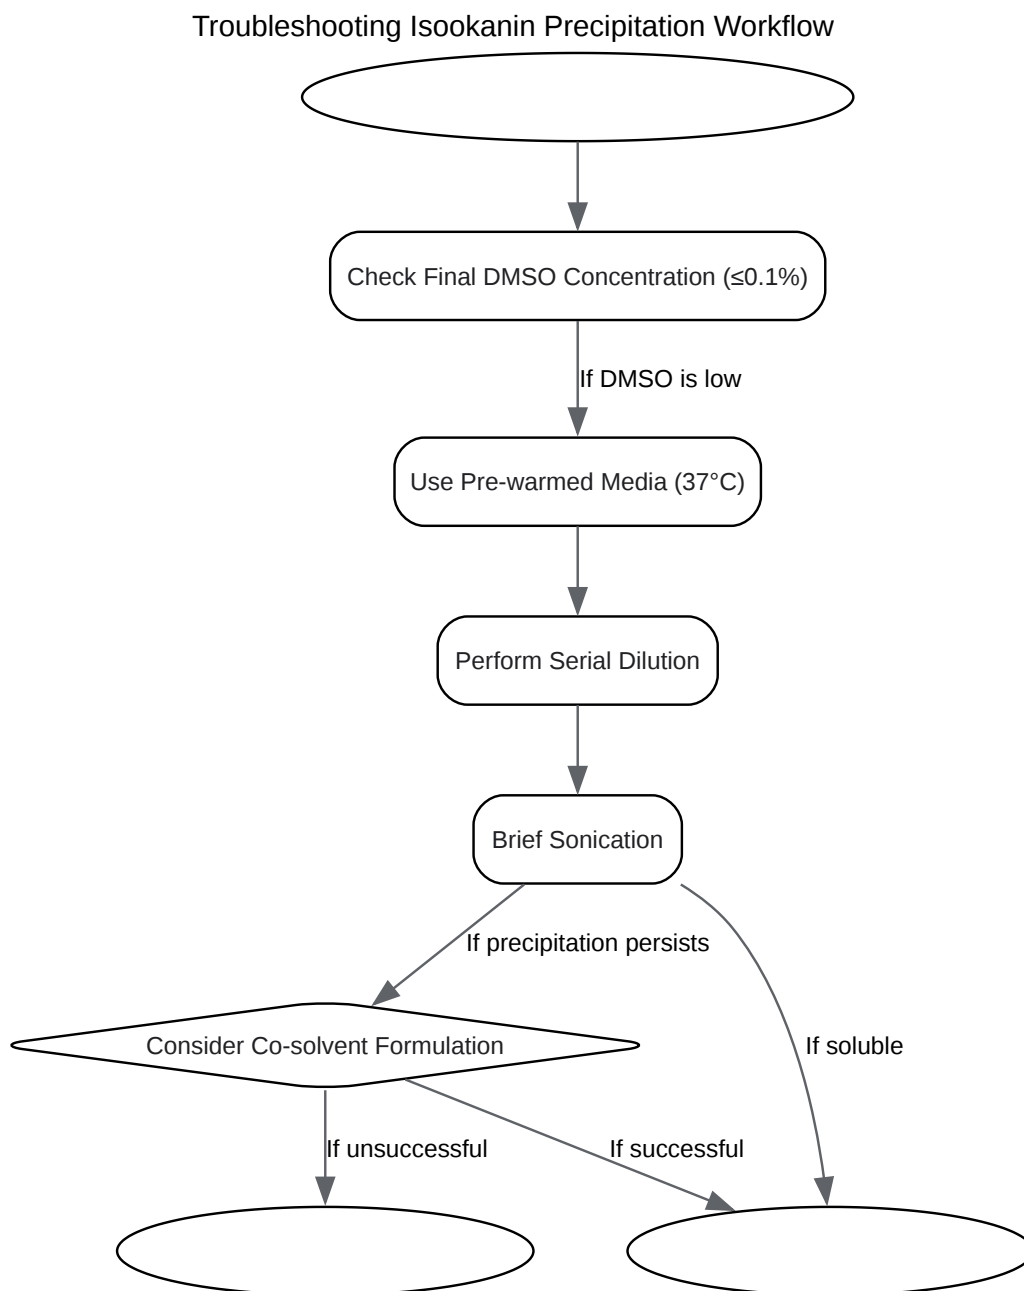 Troubleshooting Isookanin Precipitation Workflow
Check Final DMSO Concentration (≤0.1%)
If DMSO is low
Use Pre-warmed Media (37°C)
Perform Serial Dilution
Brief Sonication
If precipitation persists
Consider Co-solvent Formulation
If soluble
If unsuccessful
If successful